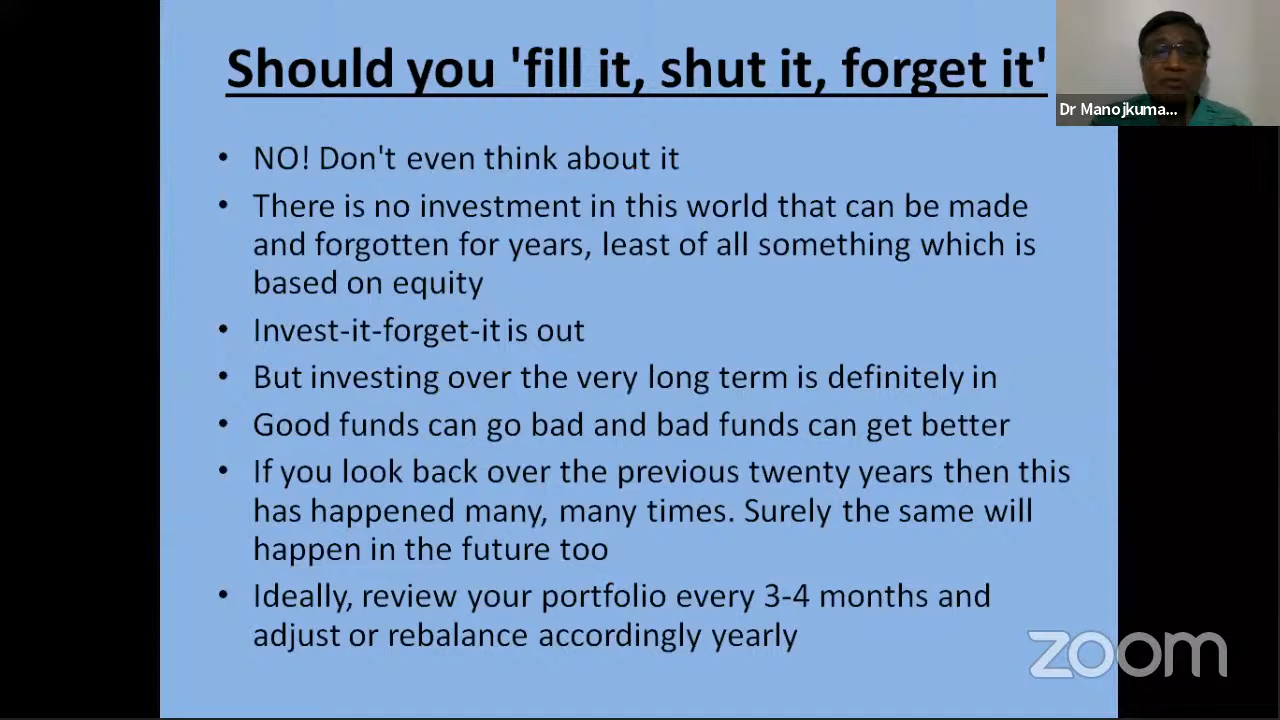 Should you 'fill it, shut it, forget it'
Dr Manojkuma...
• NO! Don't even think about it
• There is no investment in this world that can be made
and forgotten for years, least of all something which is
based on equity
• Invest-it-forget-it is out
• But investing over the very long term is definitely in
• Good funds can go bad and bad funds can get better
• If you look back over the previous twenty years then this
has happened many, many times. Surely the same will
happen in the future too
• Ideally, review your portfolio every 3-4 months and
adjust or rebalance accordingly yearly
zoom